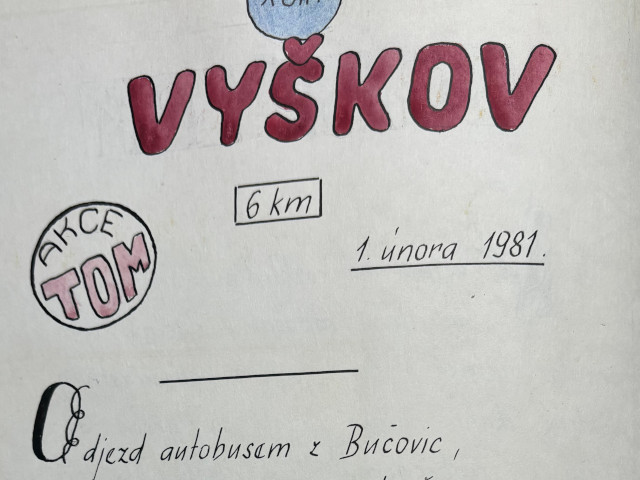 VYŠKOV
6 km
AKCE
TOM
1. února 1981.
Odjezd autobusem z Bučovic,